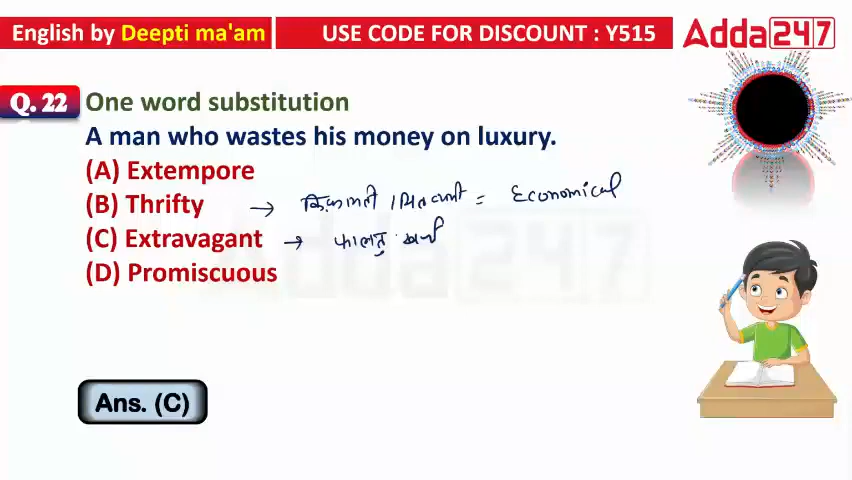 English by Deepti ma'am
USE CODE FOR DISCOUNT : Y515
Adda247
Q. 22 One word substitution
A man who wastes his money on luxury.
(A) Extempore
(B) Thrifty → किफायती / मितव्ययी = Economical
(C) Extravagant → फालतू खर्च
(D) Promiscuous
Adda247
Ans. (C)